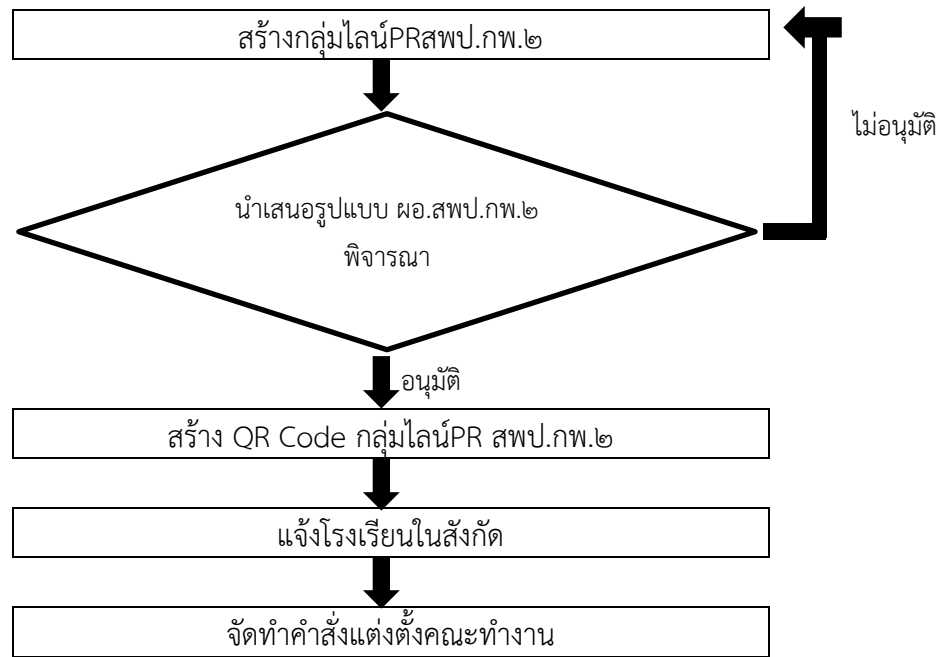 สร้างกลุ่มไลน์PRสพป.กพ.๒
ไม่อนุมัติ
นำเสนอรูปแบบ ผอ.สพป.กพ.๒
พิจารณา
อนุมัติ
สร้าง QR Code กลุ่มไลน์PR สพป.กพ.๒
แจ้งโรงเรียนในสังกัด
จัดทำคำสั่งแต่งตั้งคณะทำงาน